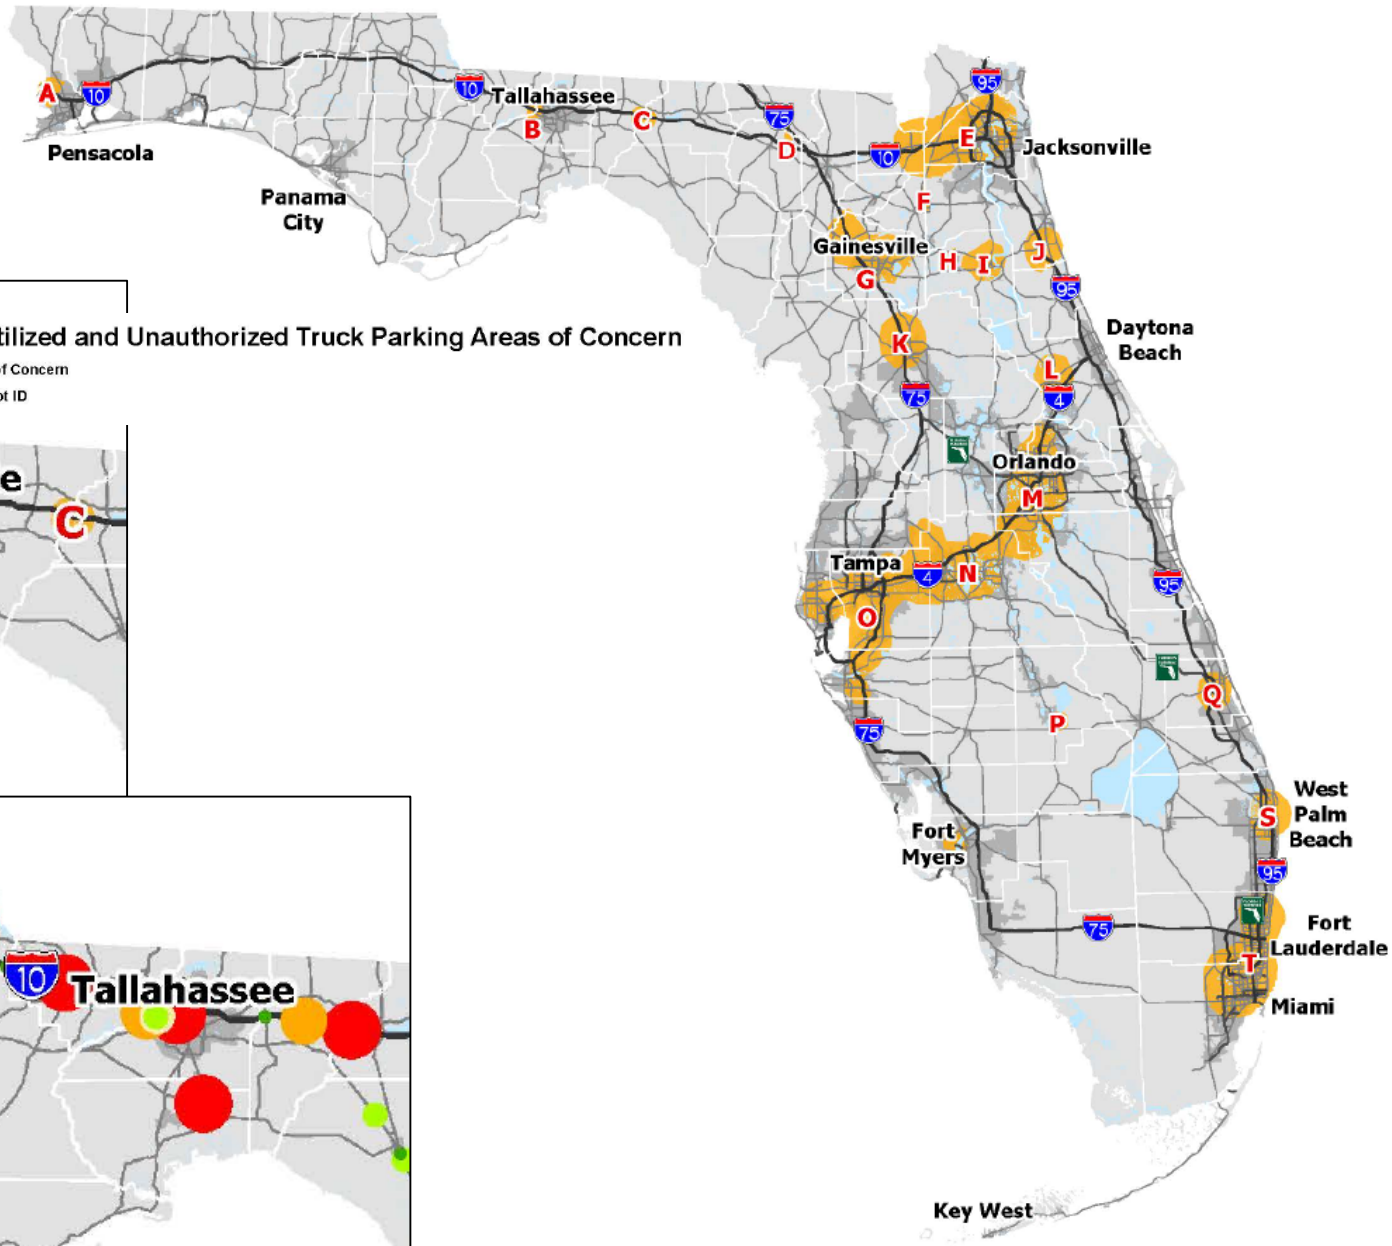 95
10
10
Tallahassee
75
A
B
C
D
10
E
Jacksonville
Pensacola
F
Panama
City
Gainesville
H
I
J
G
95
tilized and Unauthorized Truck Parking Areas of Concern
of Concern
ot ID
Daytona
Beach
K
L
75
4
Orlando
e
M
C
Tampa
4
N
95
O
Q
P
75
West
Palm
Beach
S
Fort
Myers
95
75
Fort
Lauderdale
T
10
Tallahassee
Miami
Key West